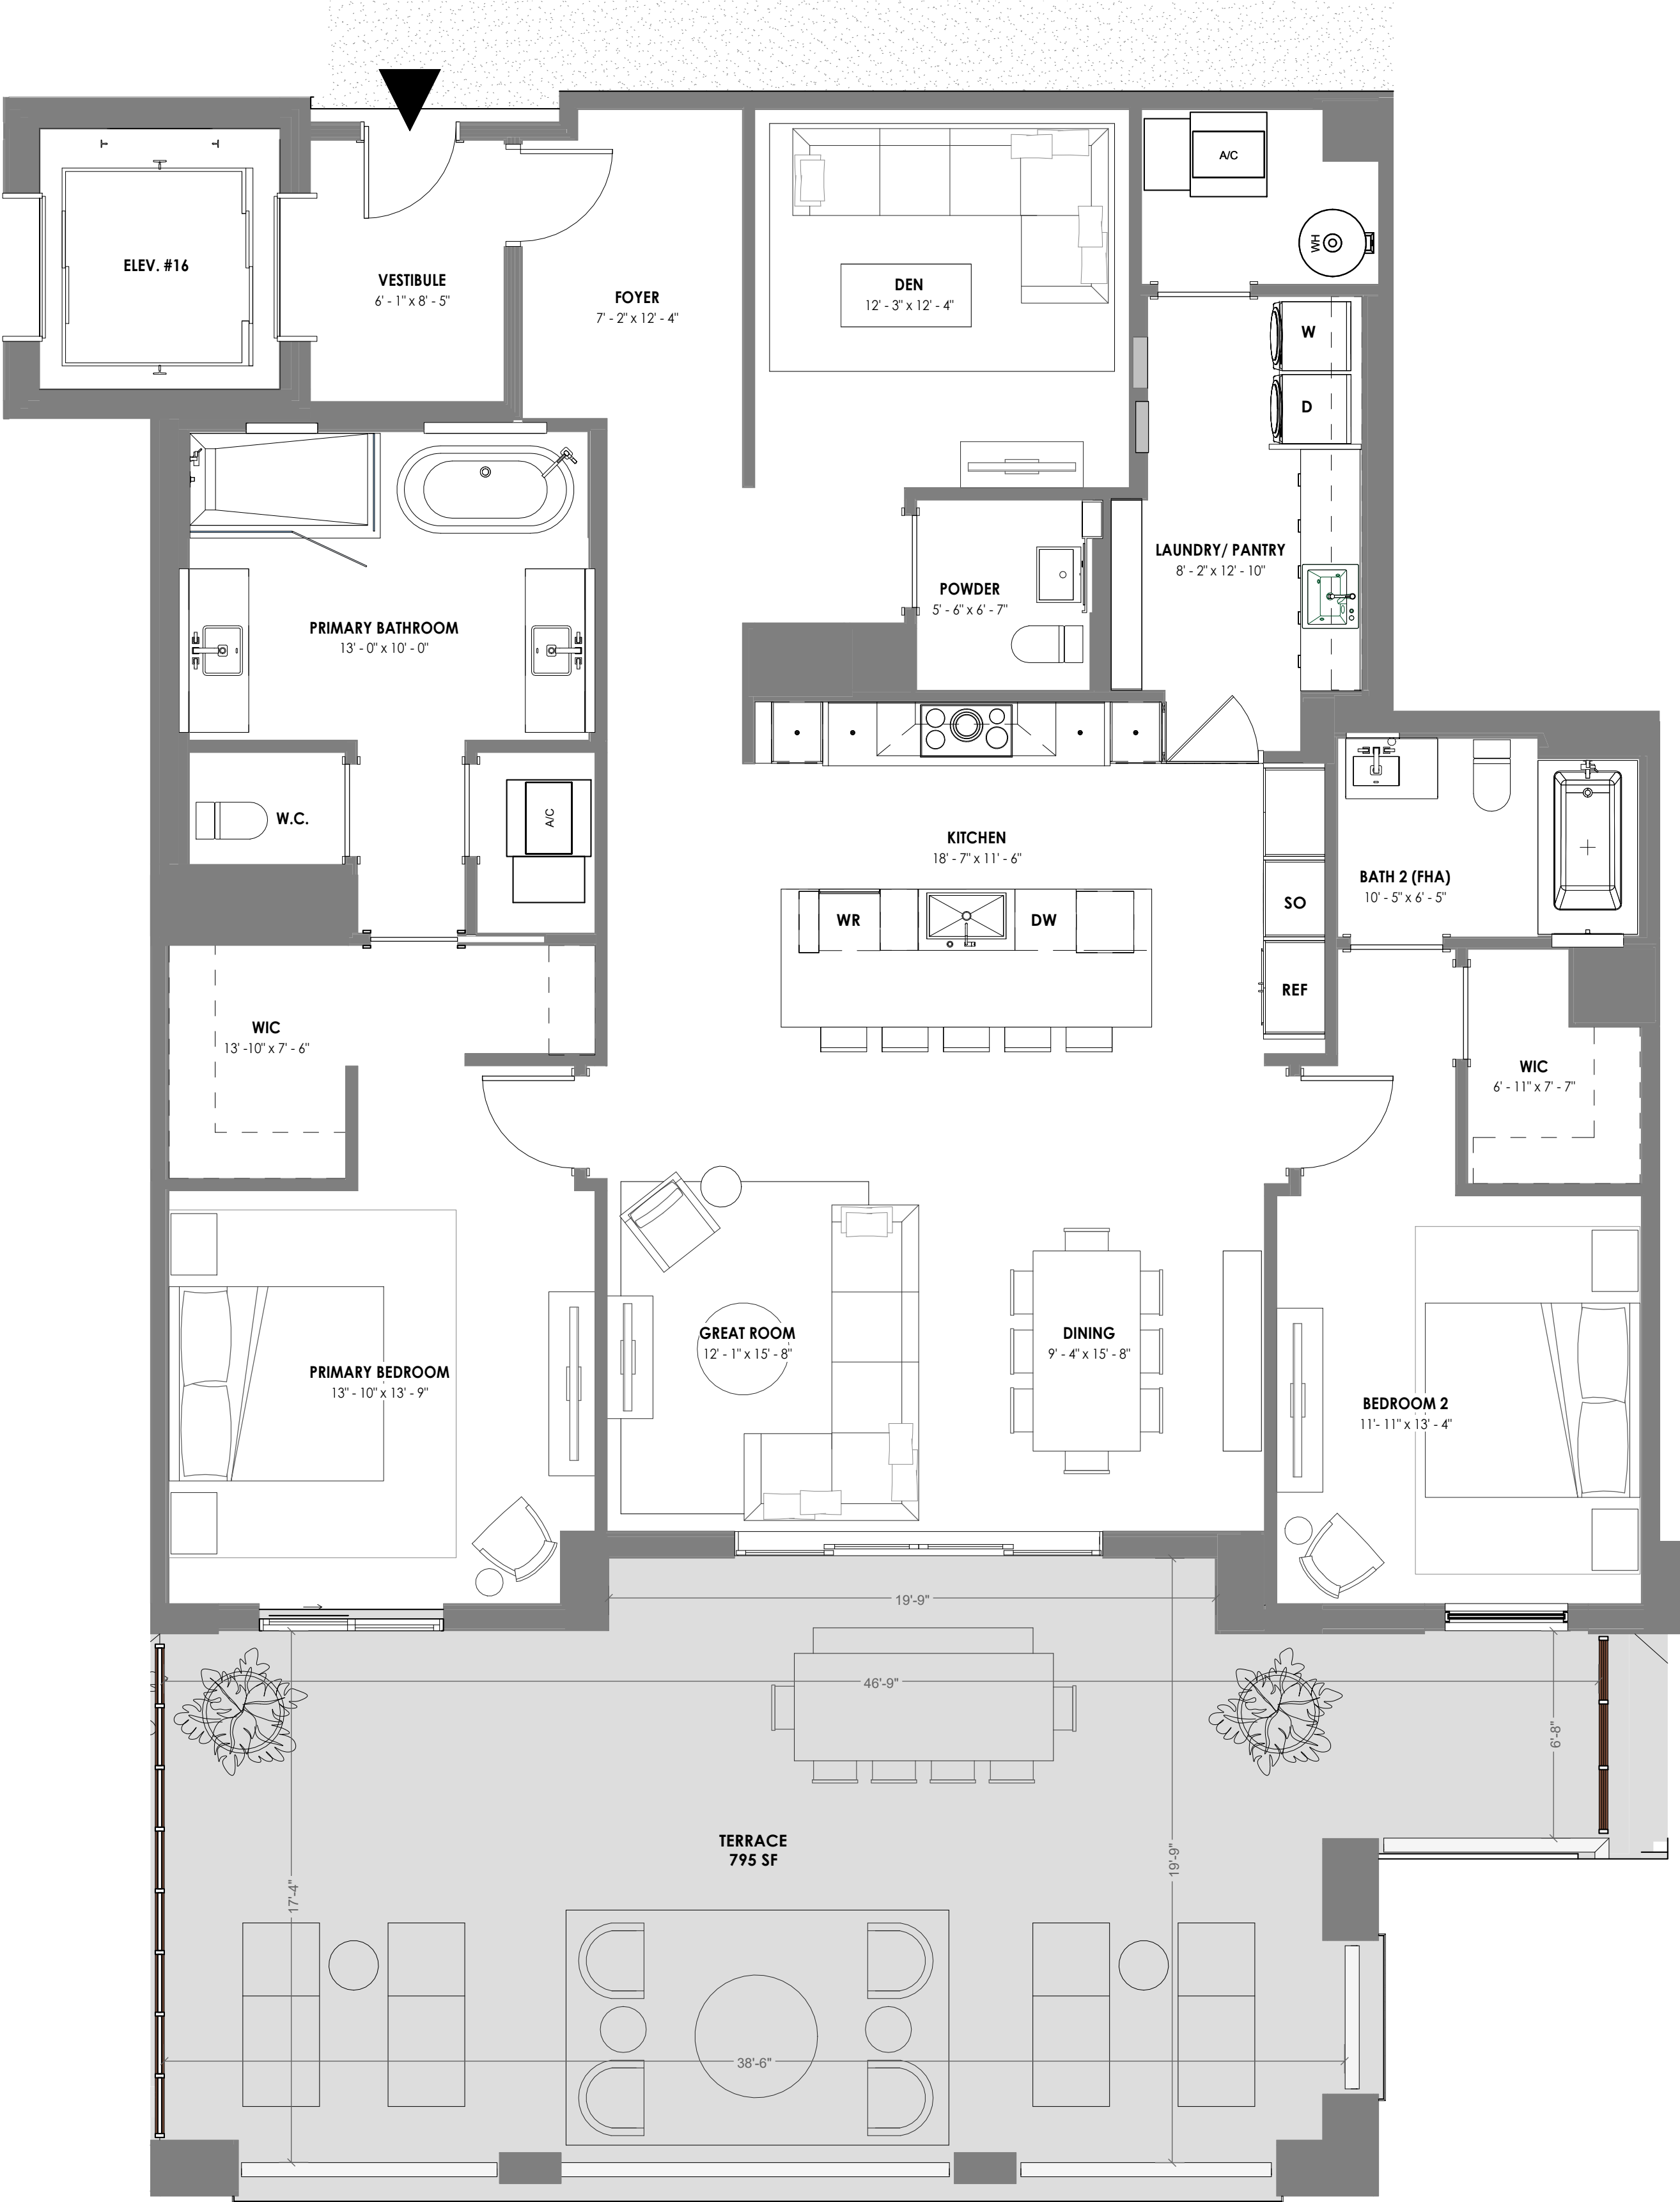 A/C
WH
ELEV. #16
VESTIBULE
6' - 1" x 8' - 5"
FOYER
7' - 2" x 12' - 4"
DEN
12' - 3" x 12' - 4"
W
D
LAUNDRY/ PANTRY
8' - 2" x 12' - 10"
POWDER
5' - 6" x 6' - 7"
PRIMARY BATHROOM
13' - 0" x 10' - 0"
W.C.
A/C
KITCHEN
18' - 7" x 11' - 6"
BATH 2 (FHA)
10' - 5" x 6' - 5"
WR
DW
SO
REF
WIC
13' -10" x 7' - 6"
WIC
6' - 11" x 7' - 7"
GREAT ROOM
12' - 1" x 15' - 8"
DINING
9' - 4" x 15' - 8"
PRIMARY BEDROOM
13" - 10" x 13' - 9"
BEDROOM 2
11'- 11" x 13' - 4"
19'-9"
46'-9"
6'-8"
TERRACE
795 SF
17'-4"
19'-9"
38'-6"